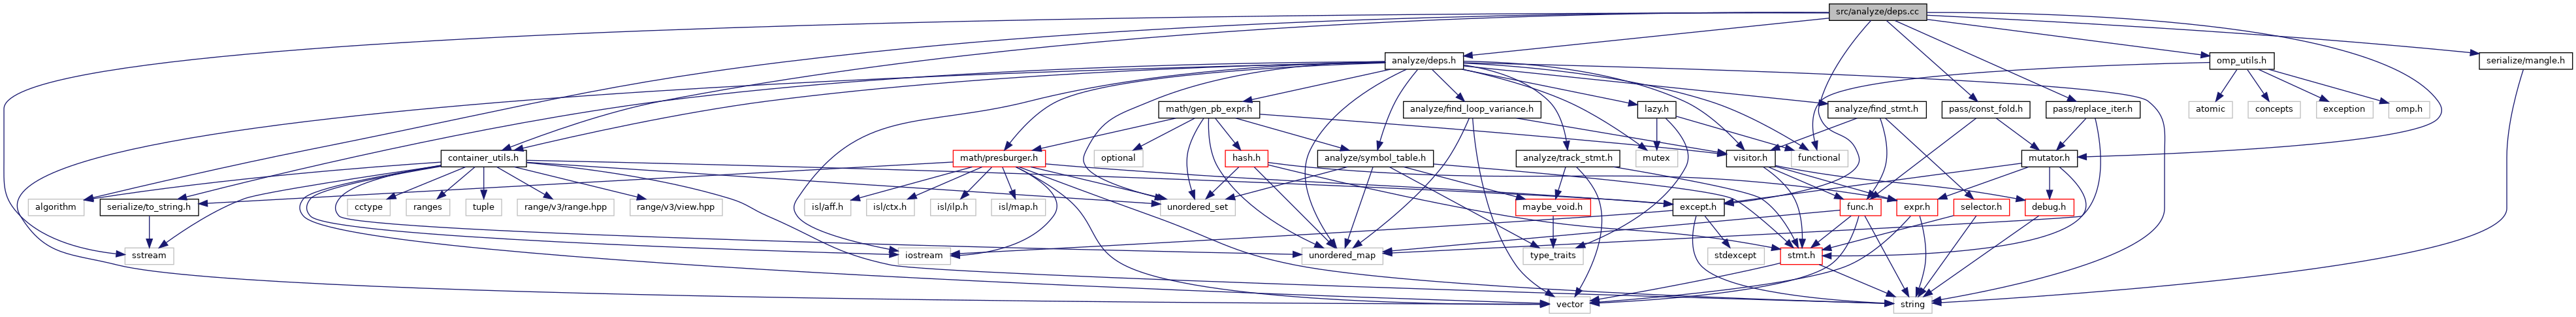 src/analyze/deps.cc
analyze/deps.h
omp_utils.h
serialize/mangle.h
math/gen_pb_expr.h
analyze/find_loop_variance.h
lazy.h
analyze/find_stmt.h
pass/const_fold.h
pass/replace_iter.h
atomic
concepts
exception
omp.h
container_utils.h
math/presburger.h
optional
hash.h
analyze/symbol_table.h
analyze/track_stmt.h
mutex
visitor.h
functional
mutator.h
algorithm
serialize/to_string.h
cctype
ranges
tuple
range/v3/range.hpp
range/v3/view.hpp
isl/aff.h
isl/ctx.h
isl/ilp.h
isl/map.h
unordered_set
maybe_void.h
except.h
func.h
expr.h
selector.h
debug.h
sstream
iostream
unordered_map
type_traits
stdexcept
stmt.h
vector
string